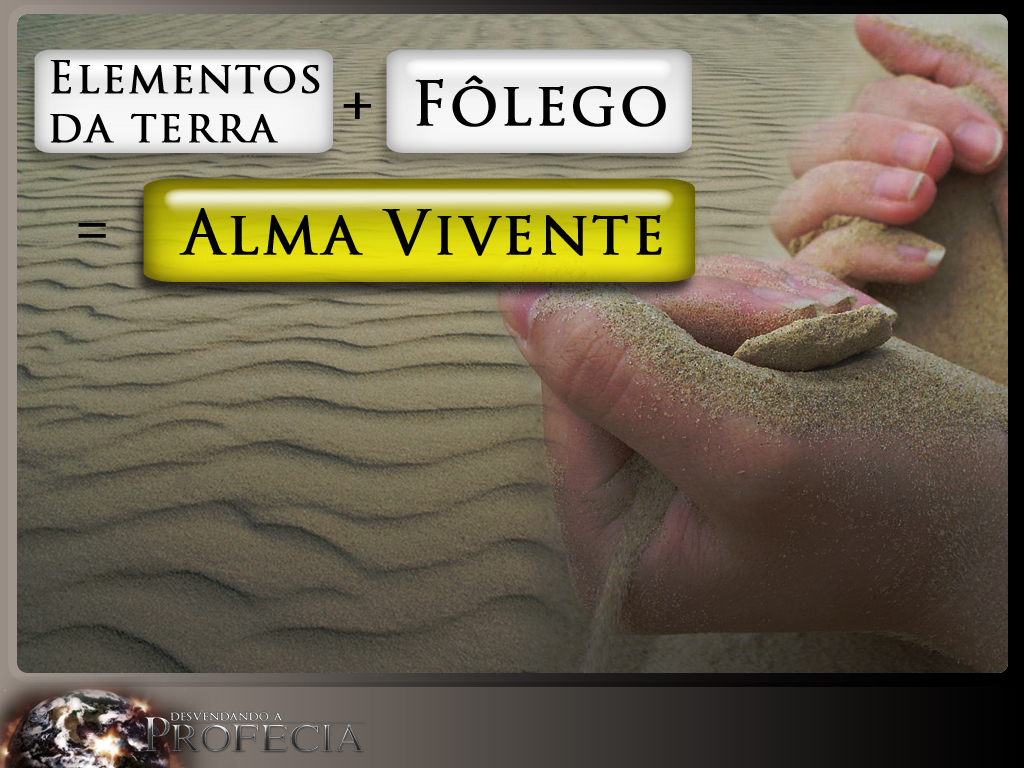 ELEMENTOS
DA TERRA
+
FÔLEGO
=
ALMA VIVENTE
DESVENDANDO A
PROFECIA